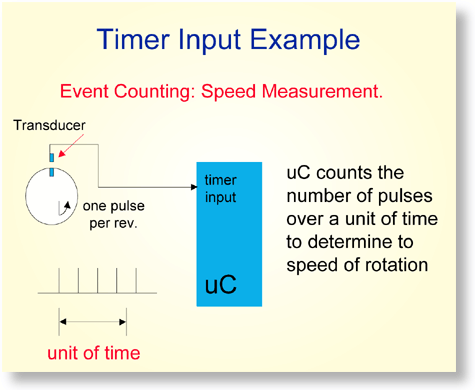 Timer Input Example
Event Counting: Speed Measurement.
Transducer
one pulse
per rev.
timer
input
uC
uC counts the
number of pulses
over a unit of time
to determine to
speed of rotation
unit of time